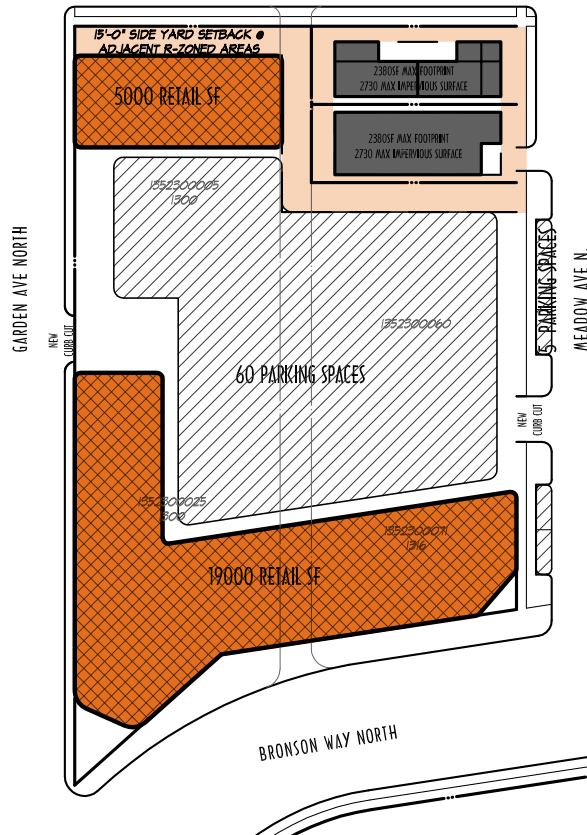 15'-0" SIDE YARD SETBACK @
ADJACENT R-ZONED AREAS
5000 RETAIL SF
2380SF MAX FOOTPRINT
2730 MAX IMPERVIOUS SURFACE
2380SF MAX FOOTPRINT
2730 MAX IMPERVIOUS SURFACE
1352300005
1300
GARDEN AVE NORTH
NEW
CURB CUT
1352300060
60 PARKING SPACES
5 PARKING SPACES
MEADOW AVE N.
NEW
CURB CUT
1352300025
1300
1352300071
1316
19000 RETAIL SF
BRONSON WAY NORTH